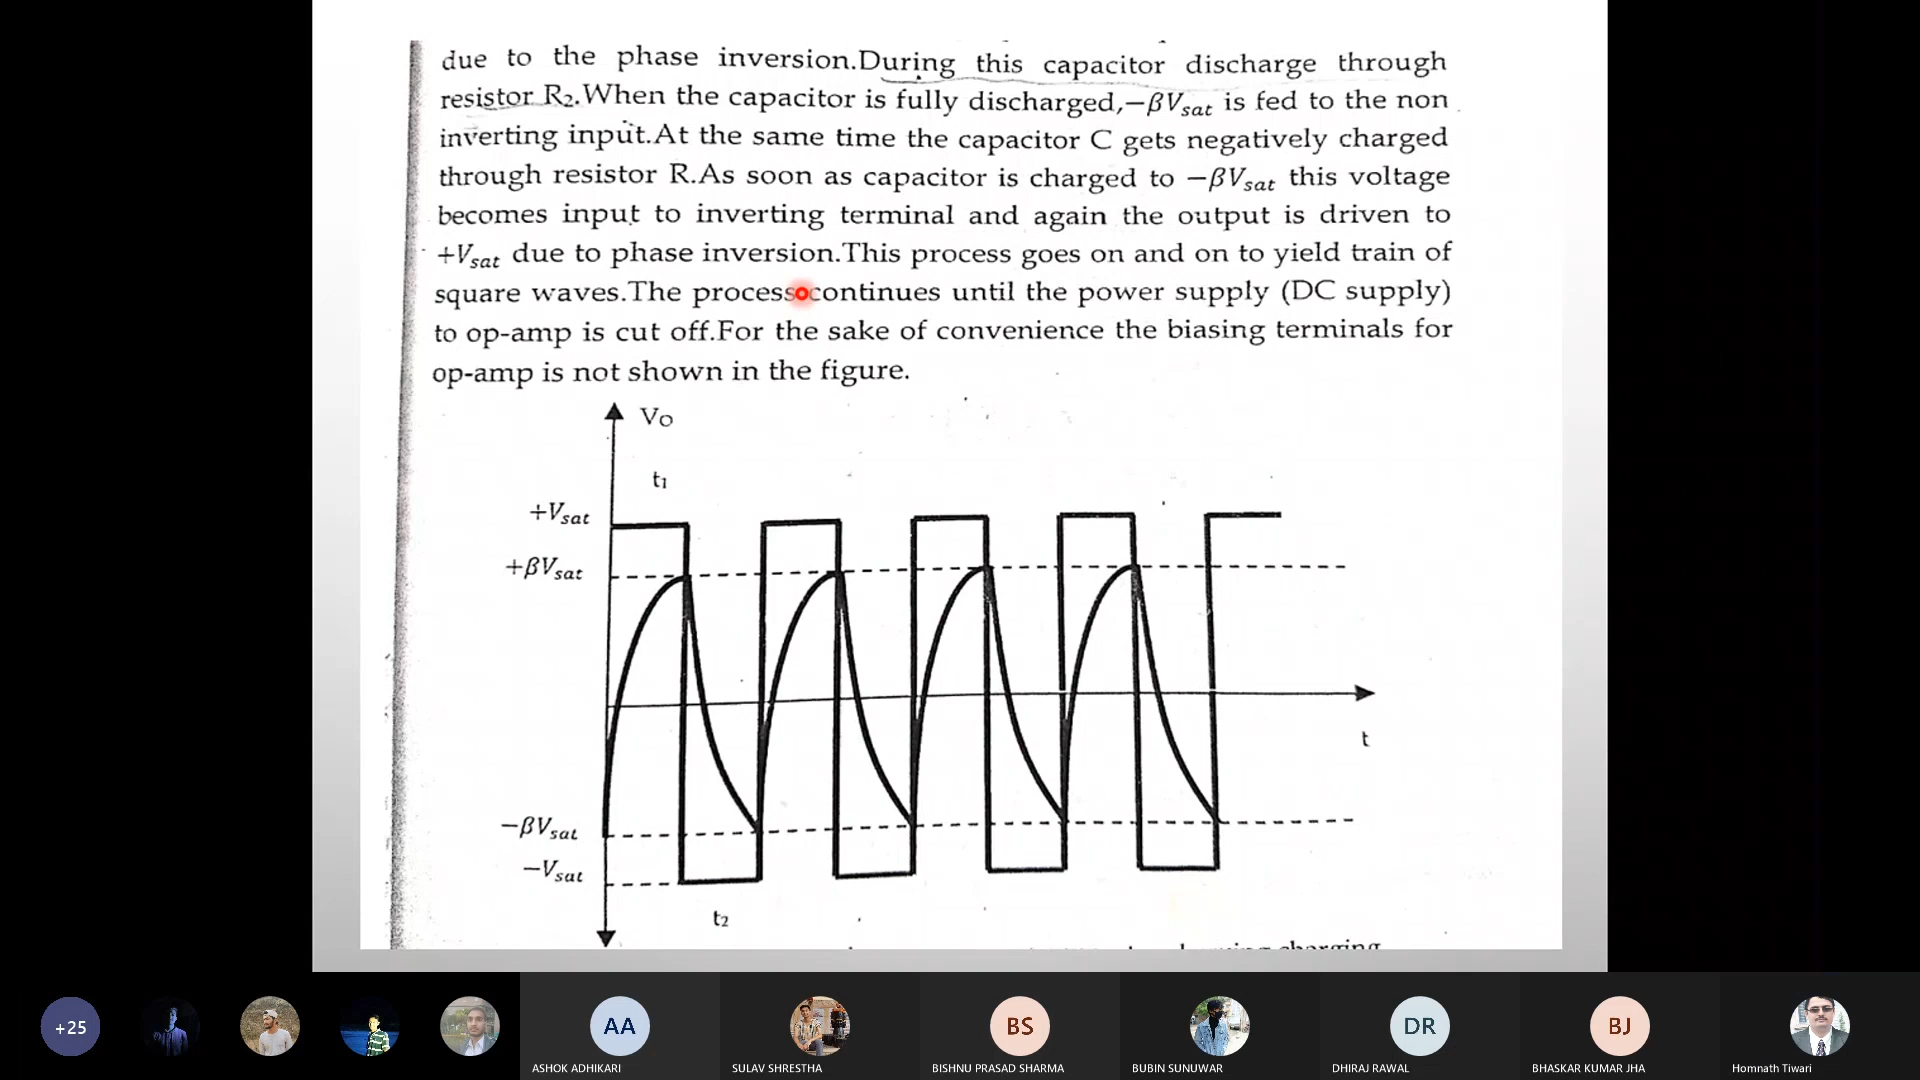 due to the phase inversion.During this capacitor discharge through
resistor R₂.When the capacitor is fully discharged,−βVsat is fed to the non
inverting input.At the same time the capacitor C gets negatively charged
through resistor R.As soon as capacitor is charged to −βVsat this voltage
becomes input to inverting terminal and again the output is driven to
+Vsat due to phase inversion.This process goes on and on to yield train of
square waves.The process continues until the power supply (DC supply)
to op-amp is cut off.For the sake of convenience the biasing terminals for
op-amp is not shown in the figure.
Vo
t₁
+Vsat
+βVsat
t
−βVsat
−Vsat
t₂
charging
+25
AA
BS
DR
BJ
ASHOK ADHIKARI
SULAV SHRESTHA
BISHNU PRASAD SHARMA
BUBIN SUNUWAR
DHIRAJ RAWAL
BHASKAR KUMAR JHA
Homnath Tiwari